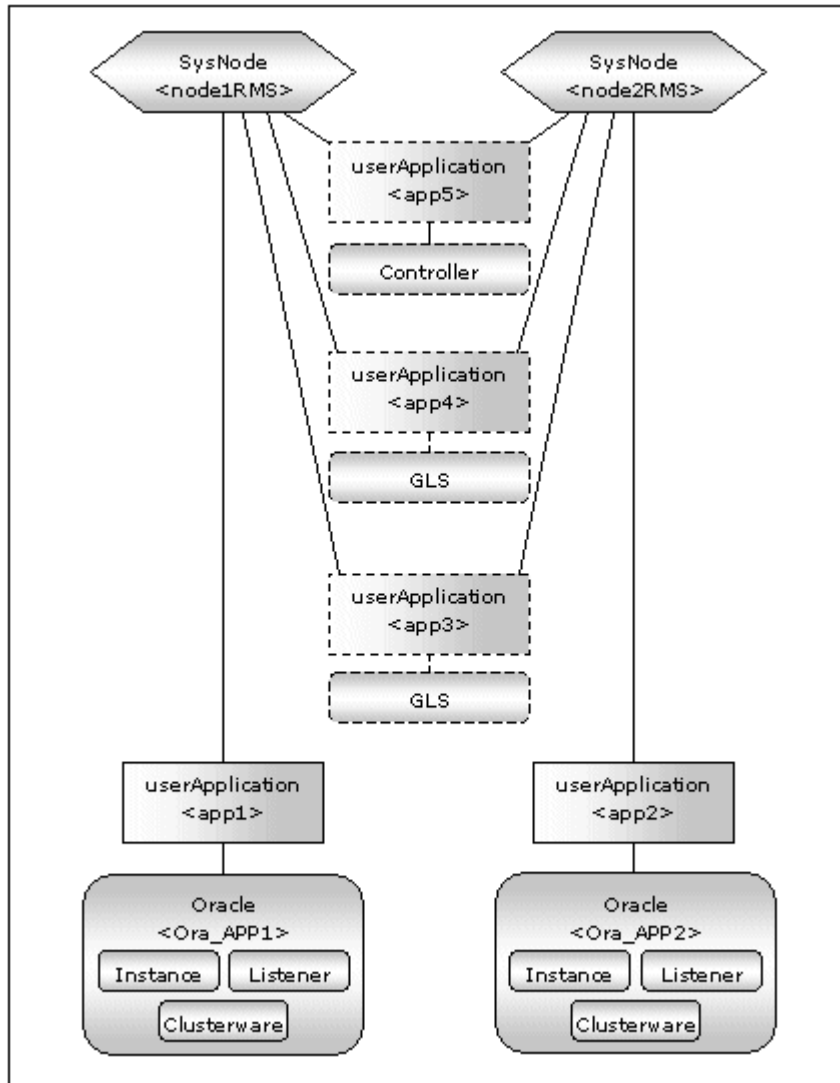 SysNode
<node1RMS>
SysNode
<node2RMS>
userApplication
<app5>
Controller
userApplication
<app4>
GLS
userApplication
<app3>
GLS
userApplication
<app1>
userApplication
<app2>
Oracle
<Ora_APP1>
Instance
Listener
Clusterware
Oracle
<Ora_APP2>
Instance
Listener
Clusterware